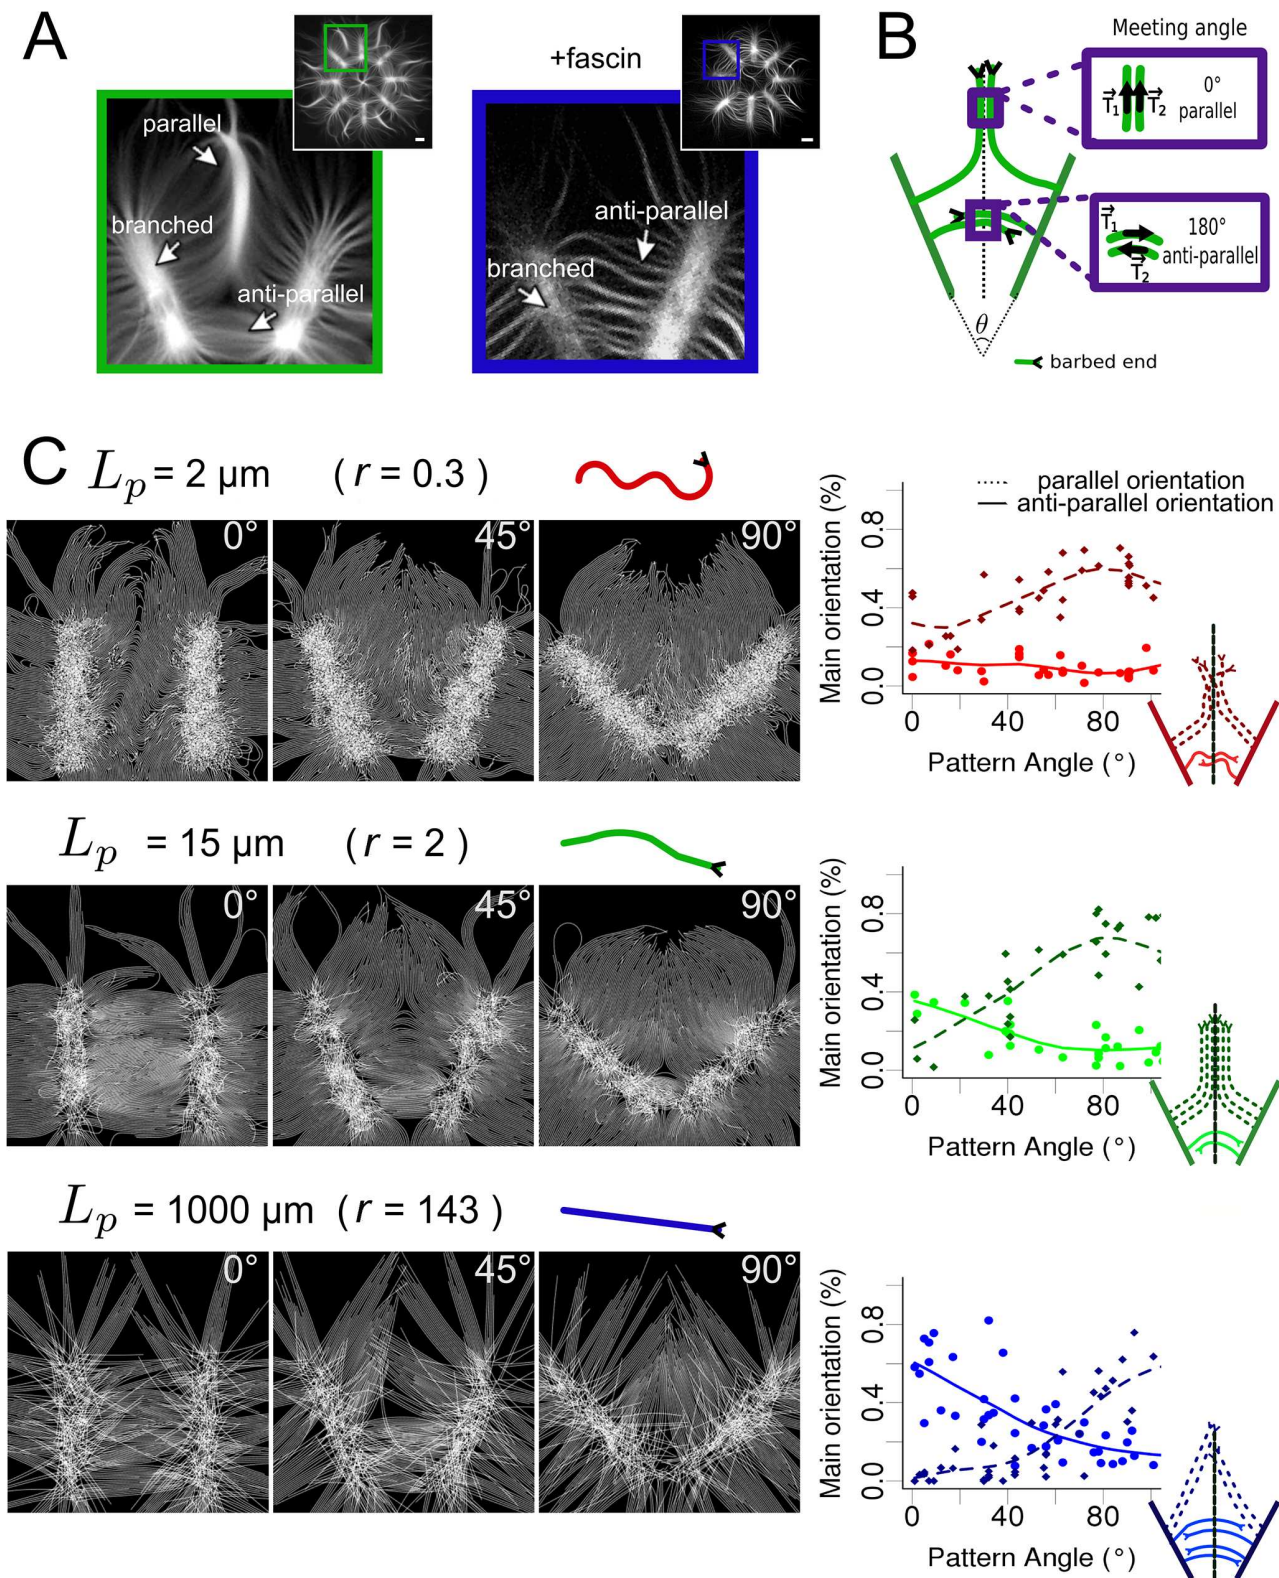 A
+fascin
parallel
branched
anti-parallel
anti-parallel
branched
B
Meeting angle
T1
T2
0°
parallel
T1
T2
180°
anti-parallel
θ
barbed end
C
Lp = 2 µm (r = 0.3)
0°
45°
90°
parallel orientation
anti-parallel orientation
Main orientation (%)
0.8
0.4
0.0
0 40 80
Pattern Angle (°)
Lp = 15 µm (r = 2)
0°
45°
90°
Main orientation (%)
0.8
0.4
0.0
0 40 80
Pattern Angle (°)
Lp = 1000 µm (r = 143)
0°
45°
90°
Main orientation (%)
0.8
0.4
0.0
0 40 80
Pattern Angle (°)